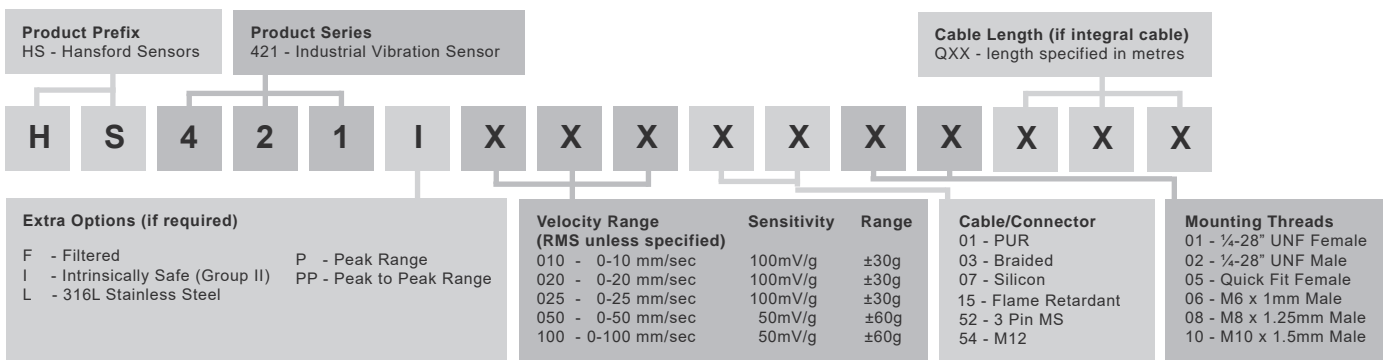 Product Prefix
HS - Hansford Sensors
Product Series
421 - Industrial Vibration Sensor
Cable Length (if integral cable)
QXX - length specified in metres
H S 4 2 1 I X X X X X X X X X X
Extra Options (if required)
F - Filtered
I - Intrinsically Safe (Group II)
L - 316L Stainless Steel
P - Peak Range
PP - Peak to Peak Range
Velocity Range Sensitivity Range
(RMS unless specified)
010 - 0-10 mm/sec 100mV/g ±30g
020 - 0-20 mm/sec 100mV/g ±30g
025 - 0-25 mm/sec 100mV/g ±30g
050 - 0-50 mm/sec 50mV/g ±60g
100 - 0-100 mm/sec 50mV/g ±60g
Cable/Connector
01 - PUR
03 - Braided
07 - Silicon
15 - Flame Retardant
52 - 3 Pin MS
54 - M12
Mounting Threads
01 - ¼-28” UNF Female
02 - ¼-28” UNF Male
05 - Quick Fit Female
06 - M6 x 1mm Male
08 - M8 x 1.25mm Male
10 - M10 x 1.5mm Male